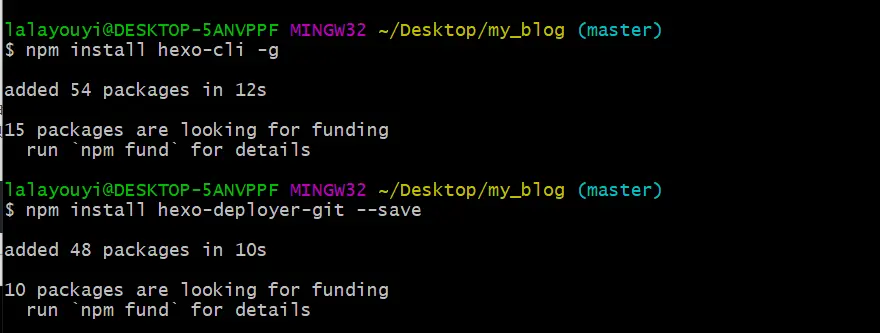 lalayouyi@DESKTOP-5ANVPPF MINGW32 ~/Desktop/my_blog (master)
$ npm install hexo-cli -g
added 54 packages in 12s
15 packages are looking for funding
run `npm fund` for details
lalayouyi@DESKTOP-5ANVPPF MINGW32 ~/Desktop/my_blog (master)
$ npm install hexo-deployer-git --save
added 48 packages in 10s
10 packages are looking for funding
run `npm fund` for details